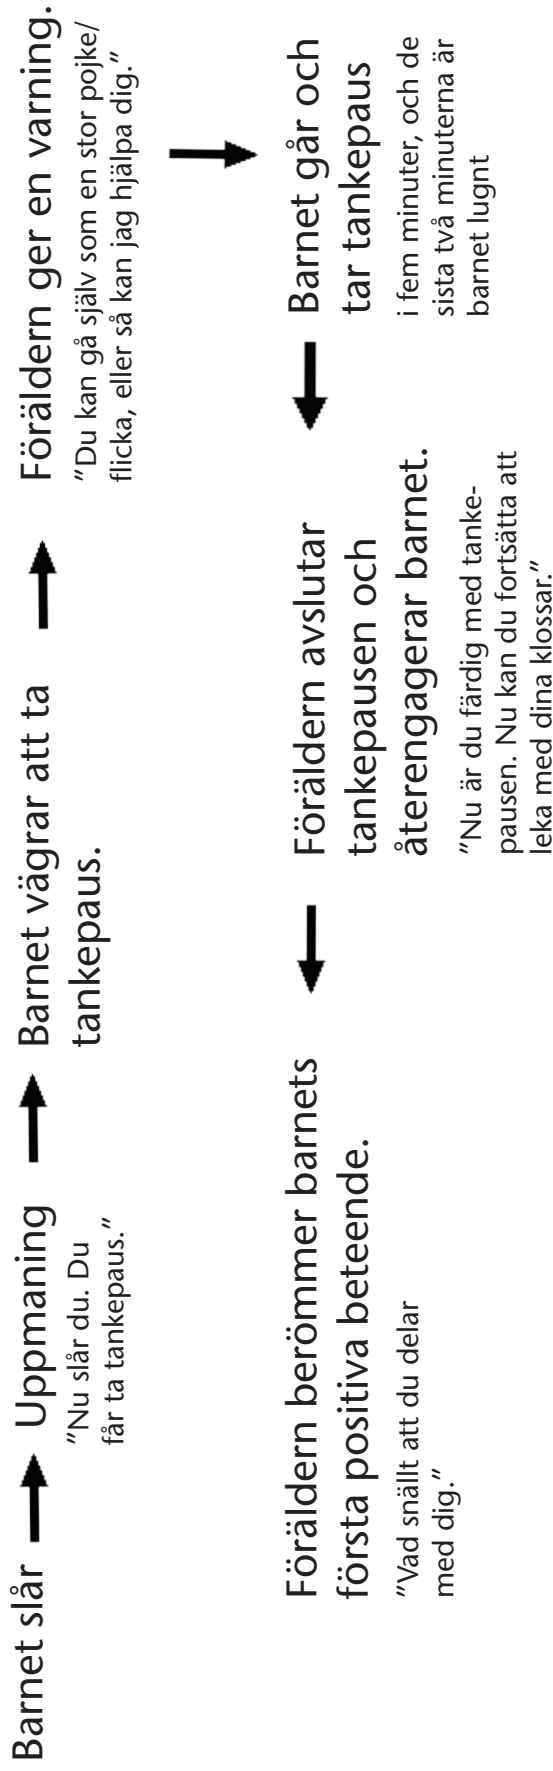 Barnet slår
Uppmaning
”Nu slår du. Du
får ta tankepaus.”
Barnet vägrar att ta
tankepaus.
Föräldern ger en varning.
”Du kan gå själv som en stor pojke/
flicka, eller så kan jag hjälpa dig.”
Barnet går och
tar tankepaus
i fem minuter, och de
sista två minuterna är
barnet lugnt
Föräldern avslutar
tankepausen och
återengagerar barnet.
”Nu är du färdig med tanke-
pausen. Nu kan du fortsätta att
leka med dina klossar.”
Föräldern berömmer barnets
första positiva beteende.
”Vad snällt att du delar
med dig.”